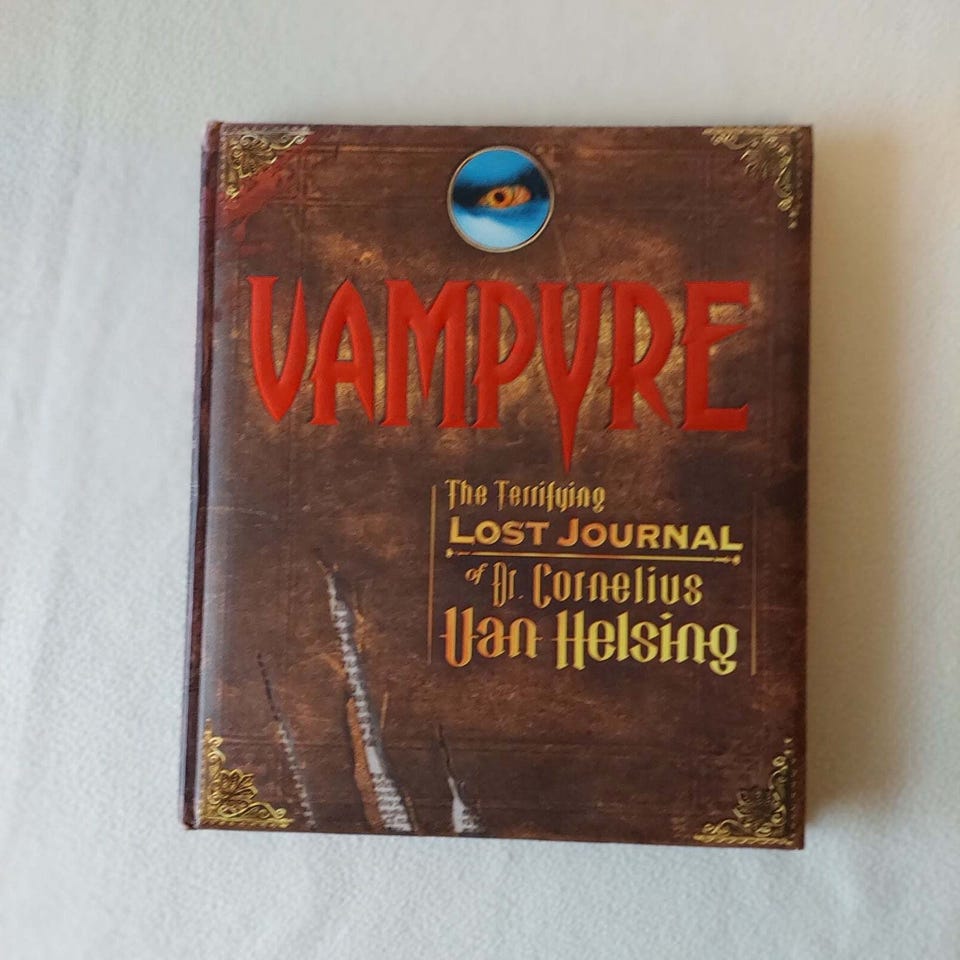 VAMPYRE
The Terrifying
LOST JOURNAL
of Dr. Cornelius
Van Helsing